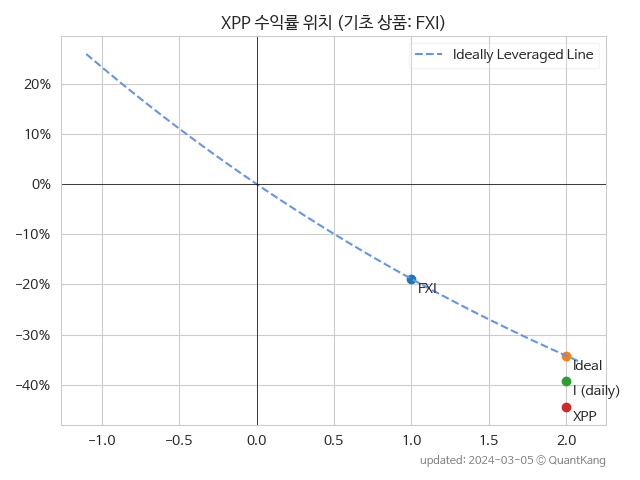 XPP 수익률 위치 (기초 상품: FXI)
Ideally Leveraged Line
20%
10%
0%
−10%
−20%
−30%
−40%
FXI
Ideal
l (daily)
XPP
−1.0
−0.5
0.0
0.5
1.0
1.5
2.0
updated: 2024-03-05 ⓒ QuantKang